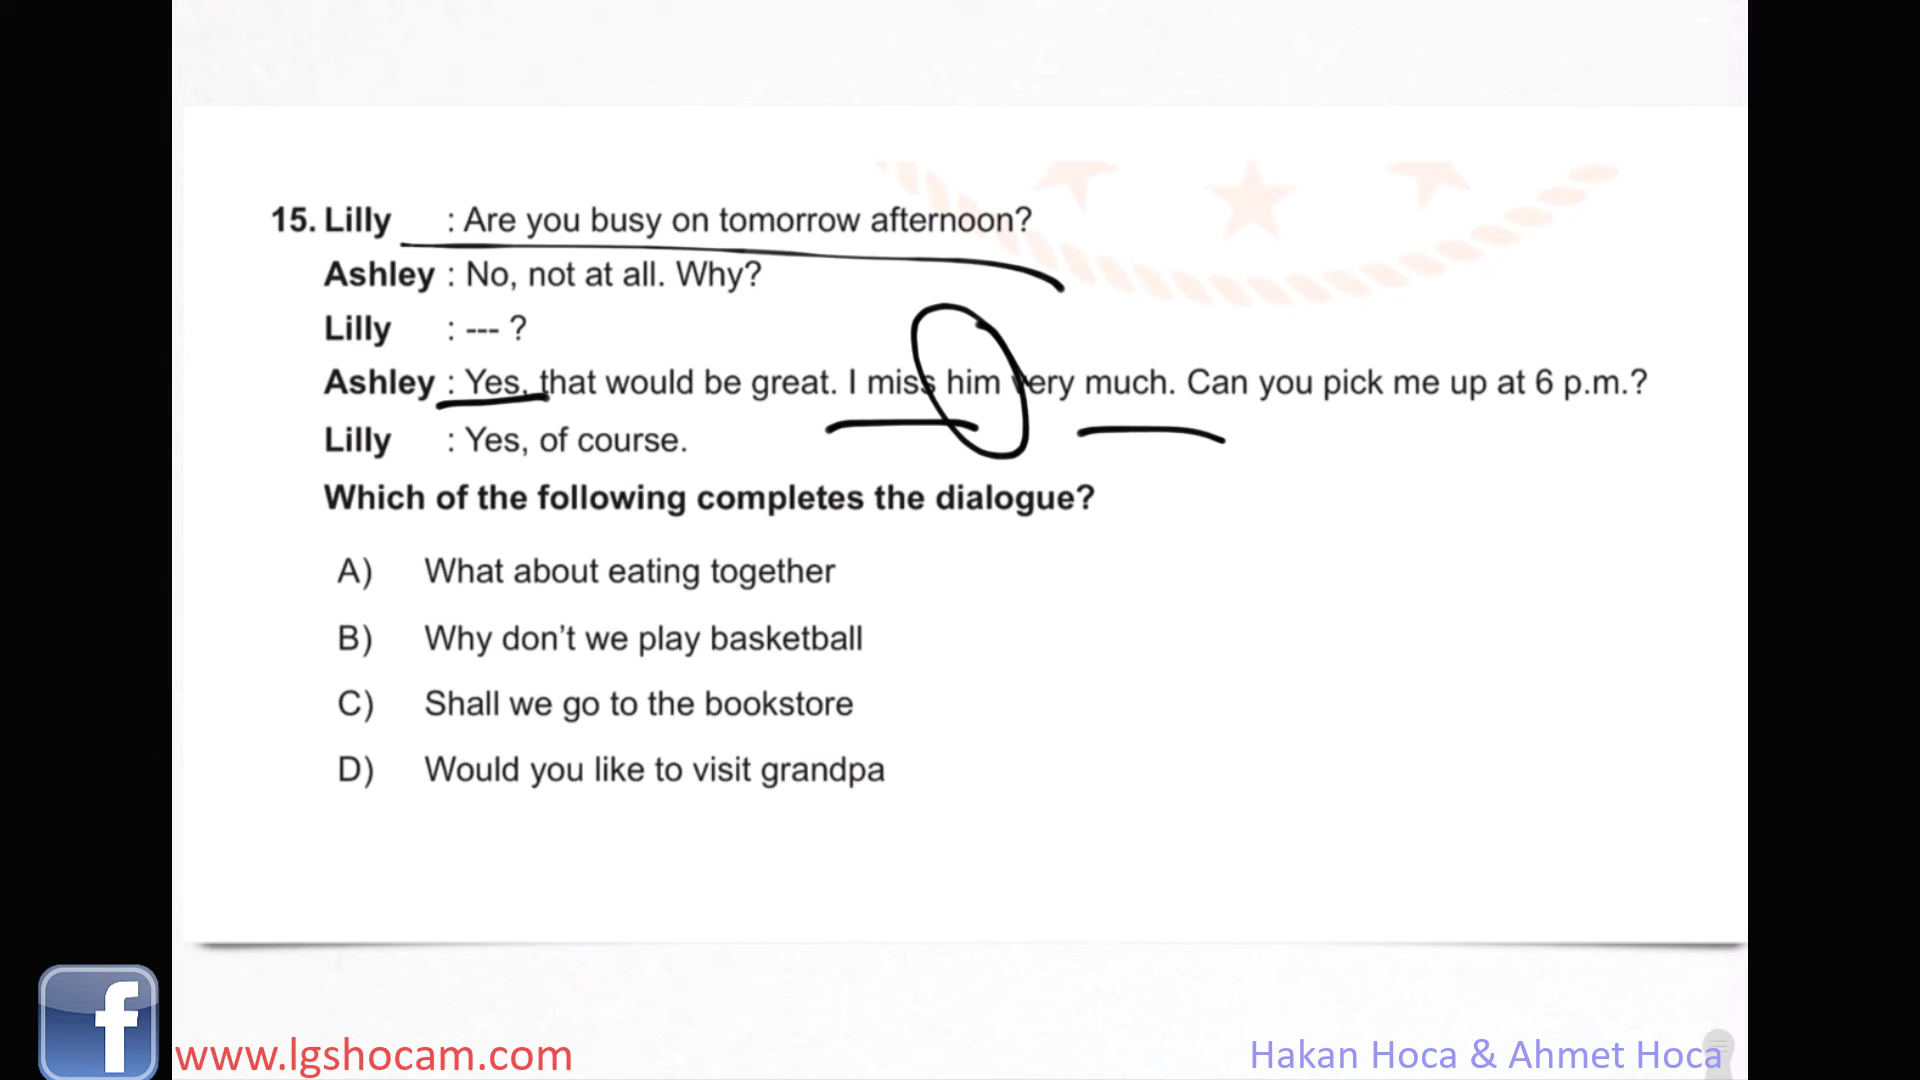 15. Lilly : Are you busy on tomorrow afternoon?
Ashley : No, not at all. Why?
Lilly : --- ?
Ashley : Yes, that would be great. I miss him very much. Can you pick me up at 6 p.m.?
Lilly : Yes, of course.
Which of the following completes the dialogue?
A) What about eating together
B) Why don't we play basketball
C) Shall we go to the bookstore
D) Would you like to visit grandpa
f www.lgshocam.com
Hakan Hoca & Ahmet Hoca